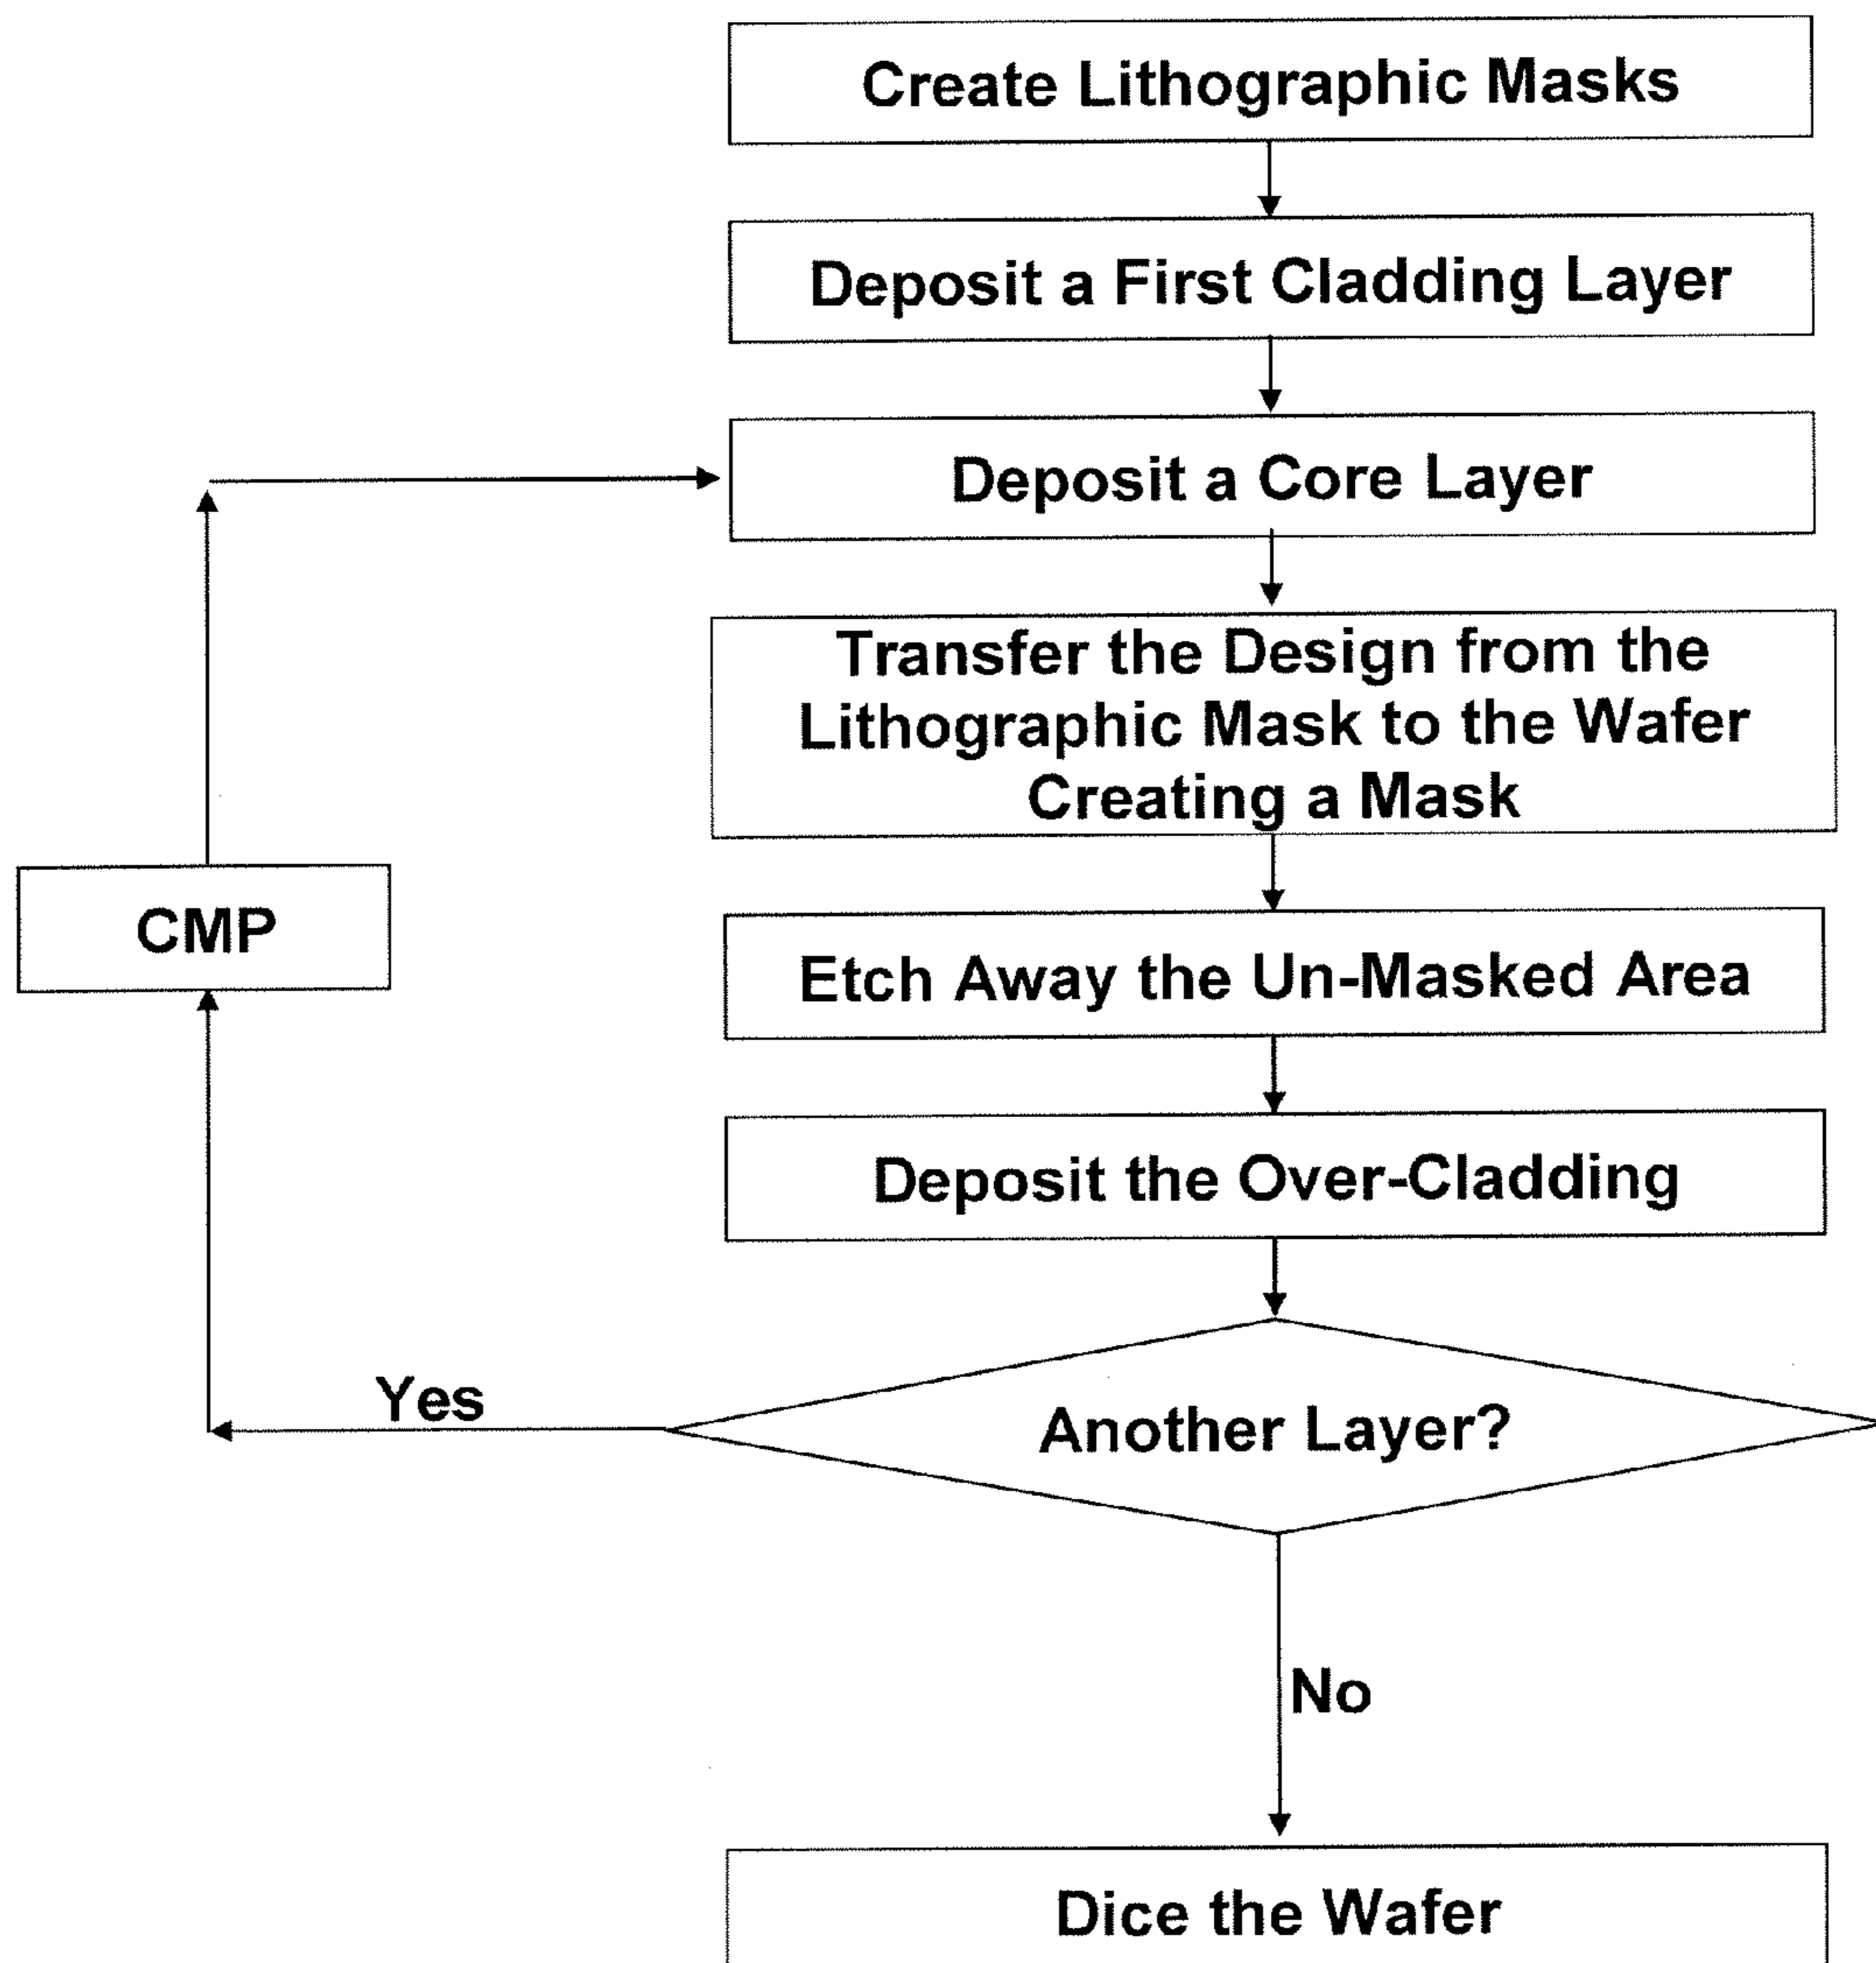 Create Lithographic Masks
Deposit a First Cladding Layer
Deposit a Core Layer
Transfer the Design from the
Lithographic Mask to the Wafer
Creating a Mask
CMP
Etch Away the Un-Masked Area
Deposit the Over-Cladding
Yes
Another Layer?
No
Dice the Wafer